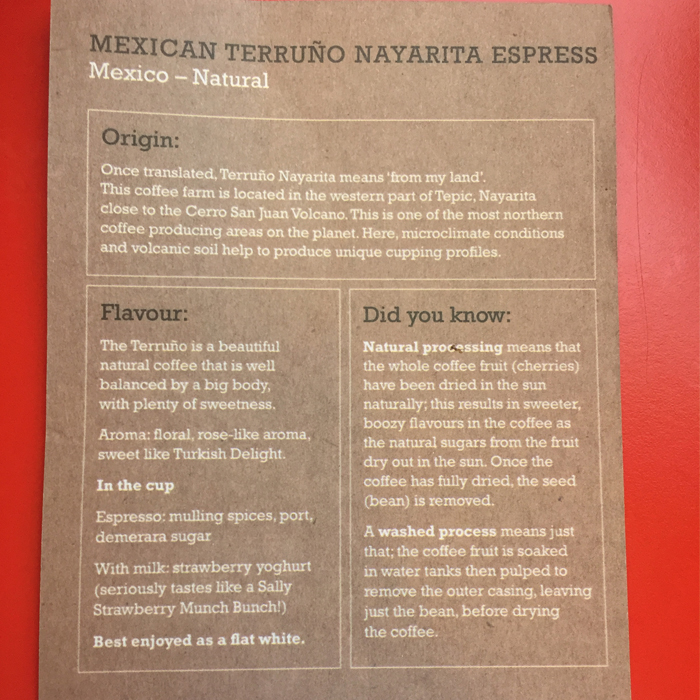 MEXICAN TERRUÑO NAYARITA ESPRESS
Mexico – Natural
Origin:
Once translated, Terruño Nayarita means 'from my land'.
This coffee farm is located in the western part of Tepic, Nayarita
close to the Cerro San Juan Volcano. This is one of the most northern
coffee producing areas on the planet. Here, microclimate conditions
and volcanic soil help to produce unique cupping profiles.
Flavour:
The Terruño is a beautiful
natural coffee that is well
balanced by a big body,
with plenty of sweetness.
Aroma: floral, rose-like aroma,
sweet like Turkish Delight.
In the cup
Espresso: mulling spices, port,
demerara sugar
With milk: strawberry yoghurt
(seriously tastes like a Sally
Strawberry Munch Bunch!)
Best enjoyed as a flat white.
Did you know:
Natural processing means that
the whole coffee fruit (cherries)
have been dried in the sun
naturally; this results in sweeter,
boozy flavours in the coffee as
the natural sugars from the fruit
dry out in the sun. Once the
coffee has fully dried, the seed
(bean) is removed.
A washed process means just
that; the coffee fruit is soaked
in water tanks then pulped to
remove the outer casing, leaving
just the bean, before drying
the coffee.